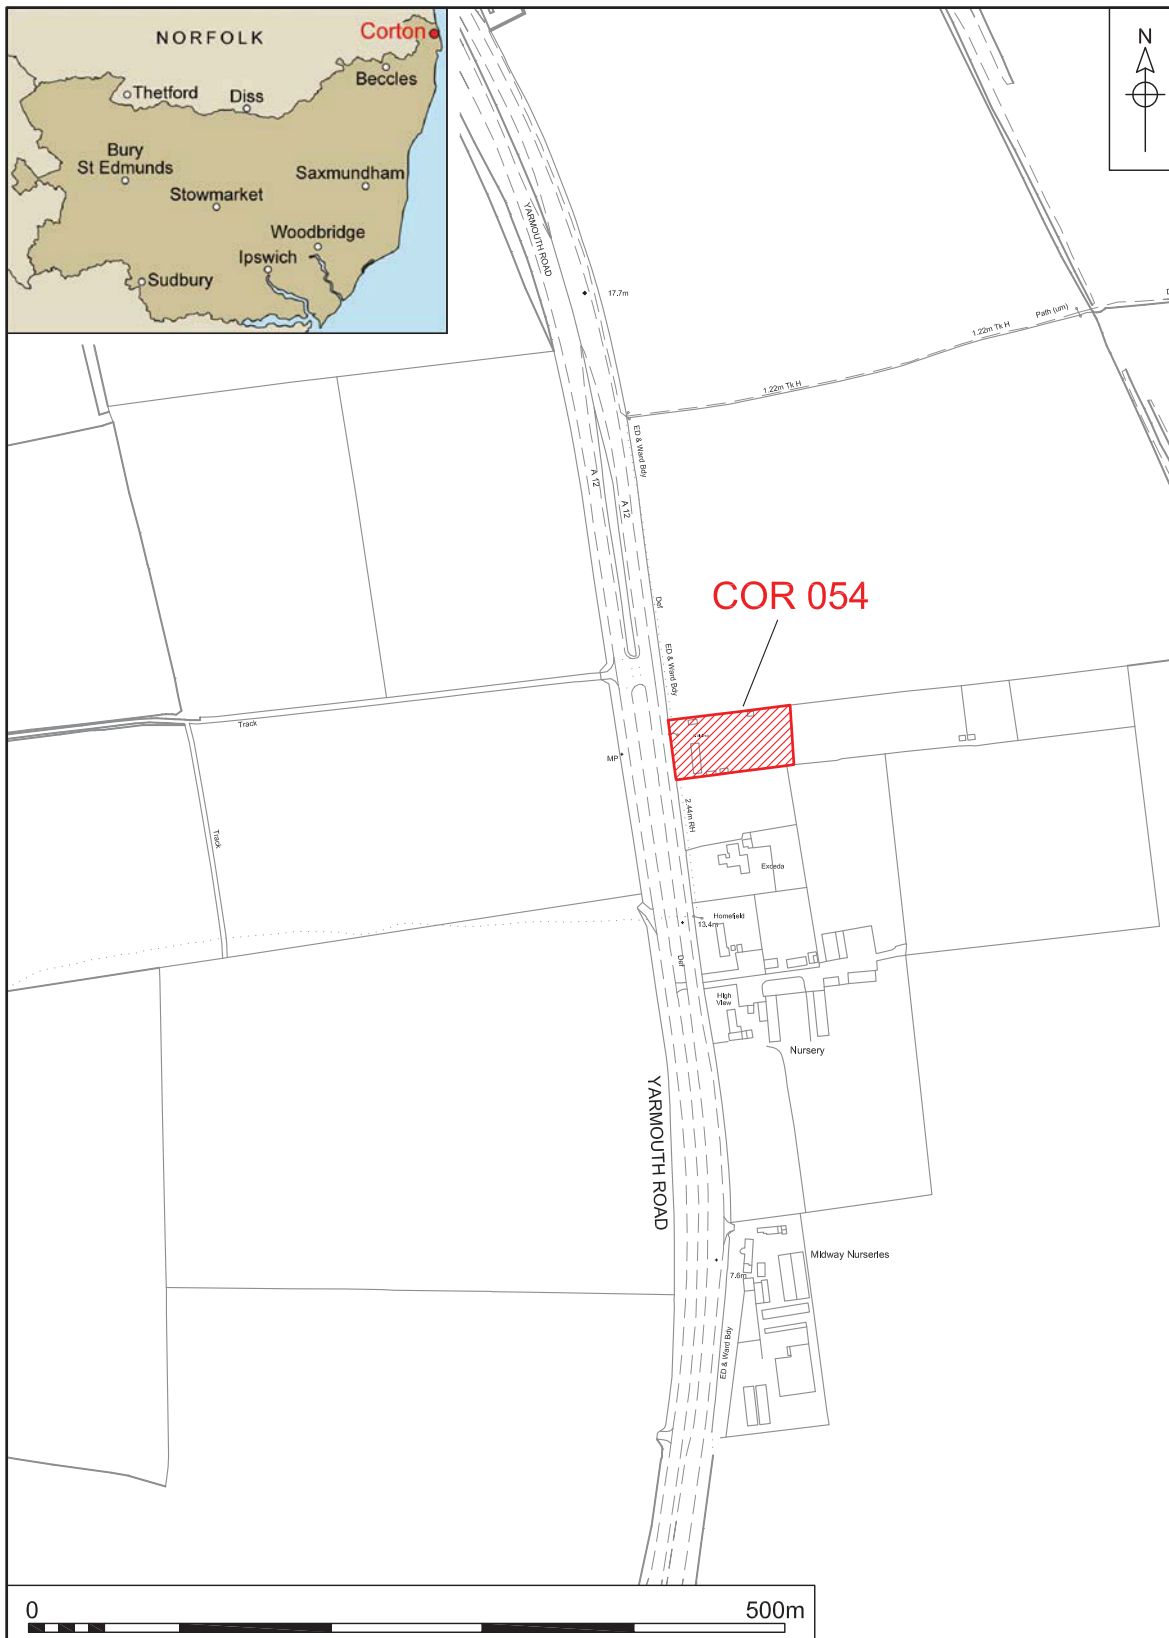 NORFOLK
Corton
Beccles
Thetford
Diss
Bury
St Edmunds
Stowmarket
Saxmundham
Woodbridge
Ipswich
Sudbury
N
YARMOUTH ROAD
17.7m
Path (um)
1.22m Tk H
1.22m Tk H
ED & Ward Bdy
A 12
A 12
COR 054
Def
ED & Ward Bdy
Track
MP
2.44m RH
Track
Exceda
Homefield
13.4m
Def
High
View
Nursery
YARMOUTH ROAD
Midway Nurseries
7.6m
ED & Ward Bdy
0
500m